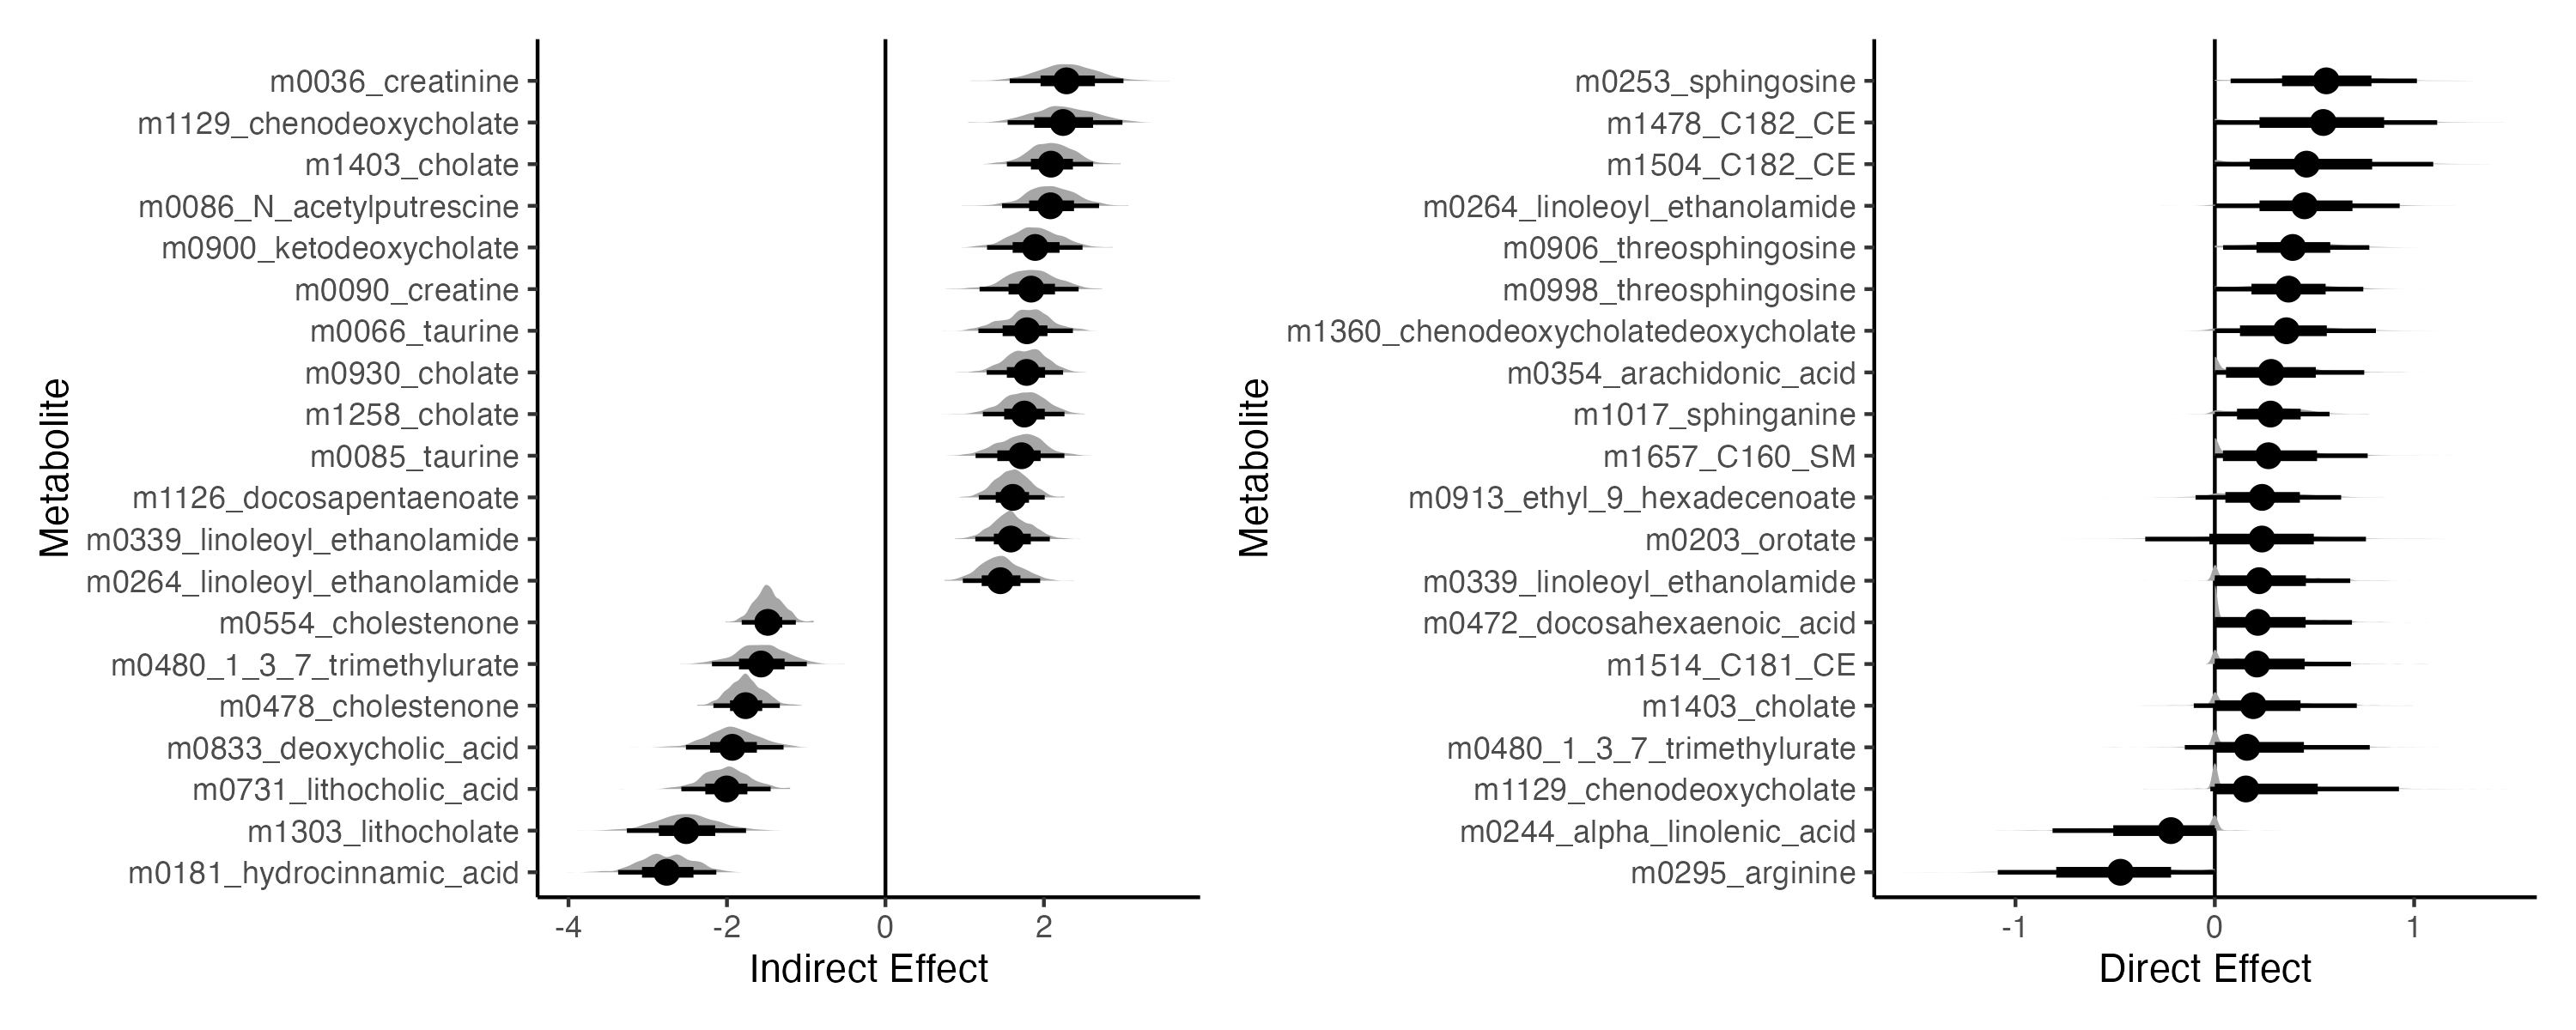 Metabolite
m0036_creatinine
m1129_chenodeoxycholate
m1403_cholate
m0086_N_acetylputrescine
m0900_ketodeoxycholate
m0090_creatine
m0066_taurine
m0930_cholate
m1258_cholate
m0085_taurine
m1126_docosapentaenoate
m0339_linoleoyl_ethanolamide
m0264_linoleoyl_ethanolamide
m0554_cholestenone
m0480_1_3_7_trimethylurate
m0478_cholestenone
m0833_deoxycholic_acid
m0731_lithocholic_acid
m1303_lithocholate
m0181_hydrocinnamic_acid
-4 -2 0 2
Indirect Effect
Metabolite
m0253_sphingosine
m1478_C182_CE
m1504_C182_CE
m0264_linoleoyl_ethanolamide
m0906_threosphingosine
m0998_threosphingosine
m1360_chenodeoxycholatedeoxycholate
m0354_arachidonic_acid
m1017_sphinganine
m1657_C160_SM
m0913_ethyl_9_hexadecenoate
m0203_orotate
m0339_linoleoyl_ethanolamide
m0472_docosahexaenoic_acid
m1514_C181_CE
m1403_cholate
m0480_1_3_7_trimethylurate
m1129_chenodeoxycholate
m0244_alpha_linolenic_acid
m0295_arginine
-1 0 1
Direct Effect